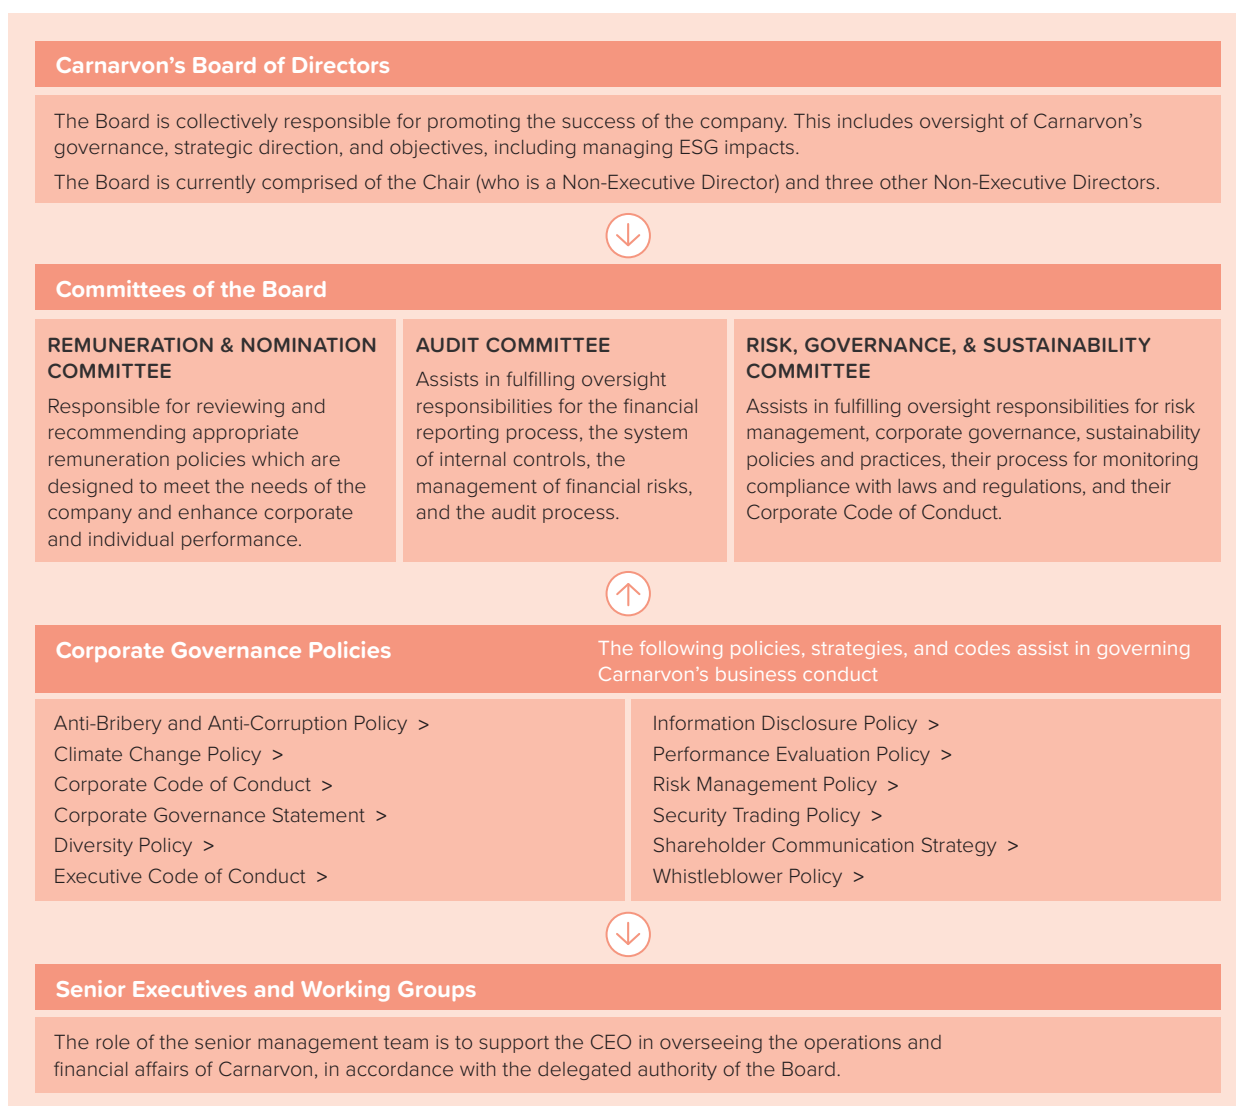 Carnarvon’s Board of Directors
The Board is collectively responsible for promoting the success of the company. This includes oversight of Carnarvon’s
governance, strategic direction, and objectives, including managing ESG impacts.
The Board is currently comprised of the Chair (who is a Non-Executive Director) and three other Non-Executive Directors.
Committees of the Board
REMUNERATION & NOMINATION
COMMITTEE
Responsible for reviewing and
recommending appropriate
remuneration policies which are
designed to meet the needs of the
company and enhance corporate
and individual performance.
AUDIT COMMITTEE
Assists in fulfilling oversight
responsibilities for the financial
reporting process, the system
of internal controls, the
management of financial risks,
and the audit process.
RISK, GOVERNANCE, & SUSTAINABILITY
COMMITTEE
Assists in fulfilling oversight responsibilities for risk
management, corporate governance, sustainability
policies and practices, their process for monitoring
compliance with laws and regulations, and their
Corporate Code of Conduct.
Corporate Governance Policies
The following policies, strategies, and codes assist in governing
Carnarvon’s business conduct
Anti-Bribery and Anti-Corruption Policy >
Climate Change Policy >
Corporate Code of Conduct >
Corporate Governance Statement >
Diversity Policy >
Executive Code of Conduct >
Information Disclosure Policy >
Performance Evaluation Policy >
Risk Management Policy >
Security Trading Policy >
Shareholder Communication Strategy >
Whistleblower Policy >
Senior Executives and Working Groups
The role of the senior management team is to support the CEO in overseeing the operations and
financial affairs of Carnarvon, in accordance with the delegated authority of the Board.